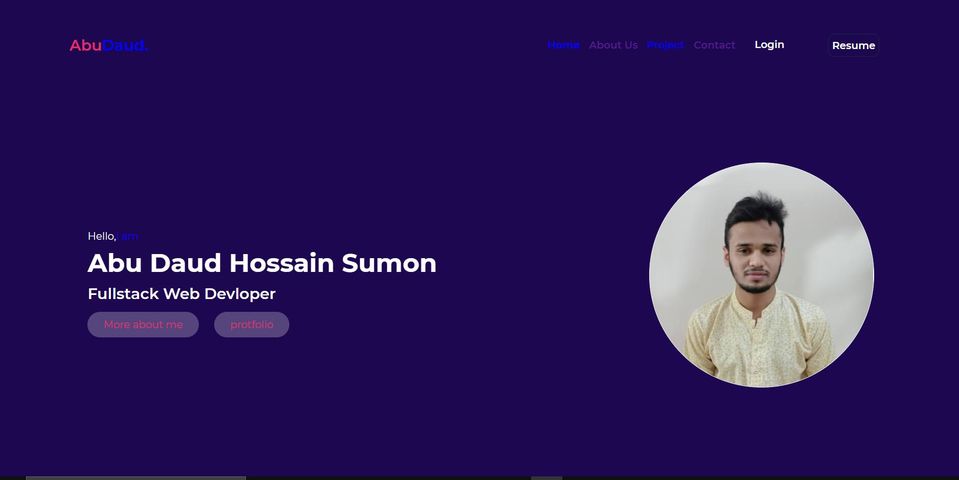 AbuDaud.
Home About Us Project Contact Login Resume
Hello,I am
Abu Daud Hossain Sumon
Fullstack Web Devloper
More about me protfolio